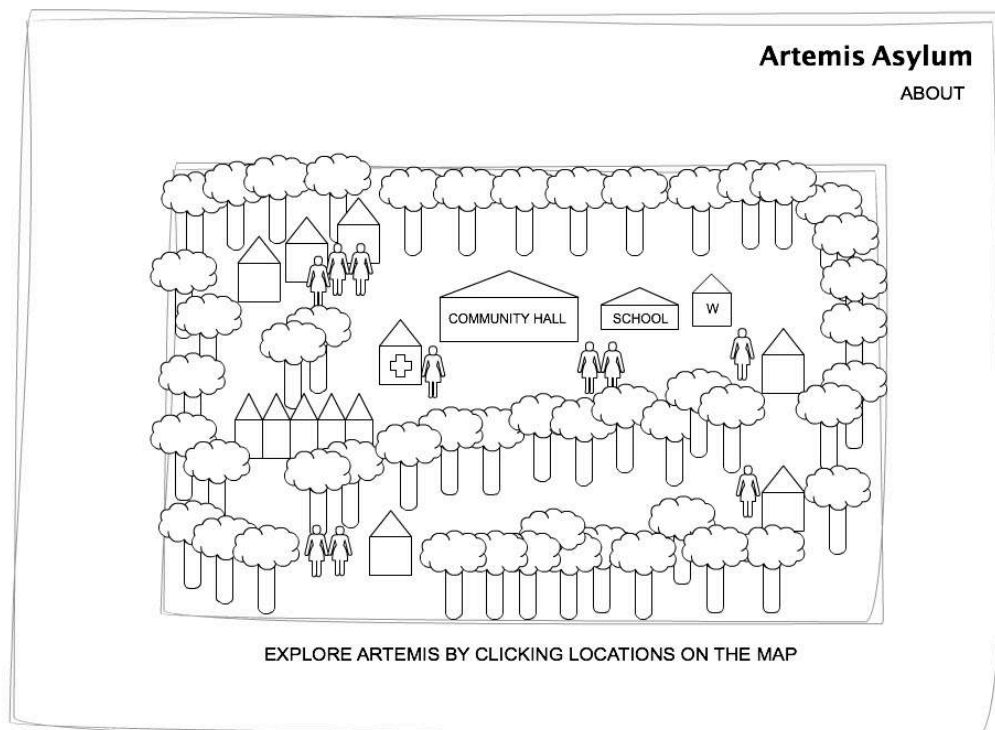 Artemis Asylum
ABOUT
COMMUNITY HALL
SCHOOL
W
EXPLORE ARTEMIS BY CLICKING LOCATIONS ON THE MAP